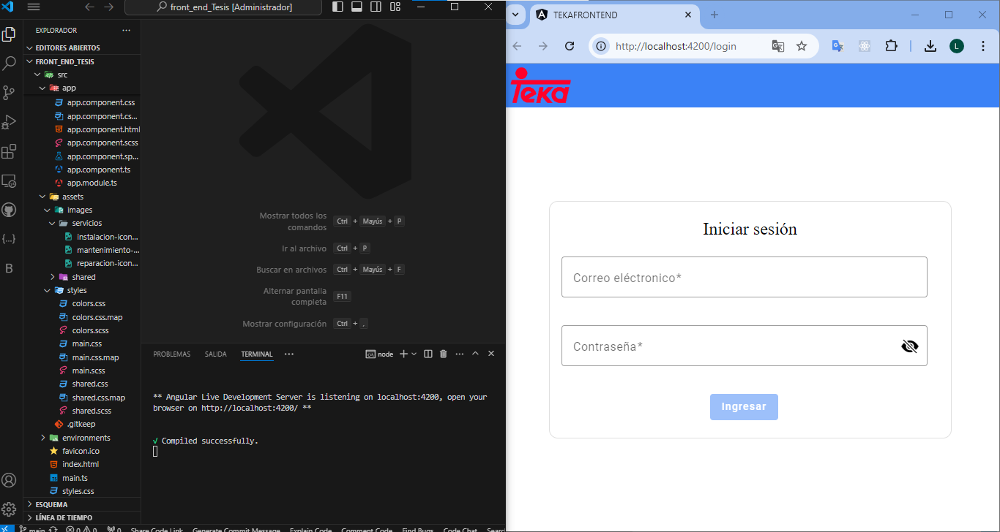 front_end_Tesis [Administrador]
EXPLORADOR
EDITORES ABIERTOS
FRONT_END_TESIS
src
app
app.component.css
app.component.cs...
app.component.html
app.component.scss
app.component.sp...
app.component.ts
app.module.ts
assets
images
servicios
instalacion-icon...
mantenimiento-...
reparacion-icon...
shared
styles
colors.css
colors.css.map
colors.scss
main.css
main.css.map
main.scss
shared.css
shared.css.map
shared.scss
.gitkeep
environments
favicon.ico
index.html
main.ts
styles.css
ESQUEMA
LÍNEA DE TIEMPO
Mostrar todos los
comandos
Ctrl + Mayús + P
Ir al archivo Ctrl + P
Buscar en archivos Ctrl + Mayús + F
Alternar pantalla
completa
F11
Mostrar configuración Ctrl + ,
PROBLEMAS SALIDA TERMINAL ... node
** Angular Live Development Server is listening on localhost:4200, open your
browser on http://localhost:4200/ **
√ Compiled successfully.
main 0 0 0 Share Code Link Generate Commit Message Explain Code Comment Code Find Bugs Code Chat Searc
TEKAFRONTEND
http://localhost:4200/login
L
Teka
Iniciar sesión
Correo eléctronico*
Contraseña*
Ingresar